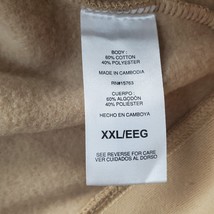 BODY:
60% COTTON
40% POLYESTER
MADE IN CAMBODIA
RN#15763
CUERPO:
60% ALGODÓN
40% POLIÉSTER
HECHO EN CAMBOYA
XXL/EEG
SEE REVERSE FOR CARE
VER CUIDADOS AL DORSO